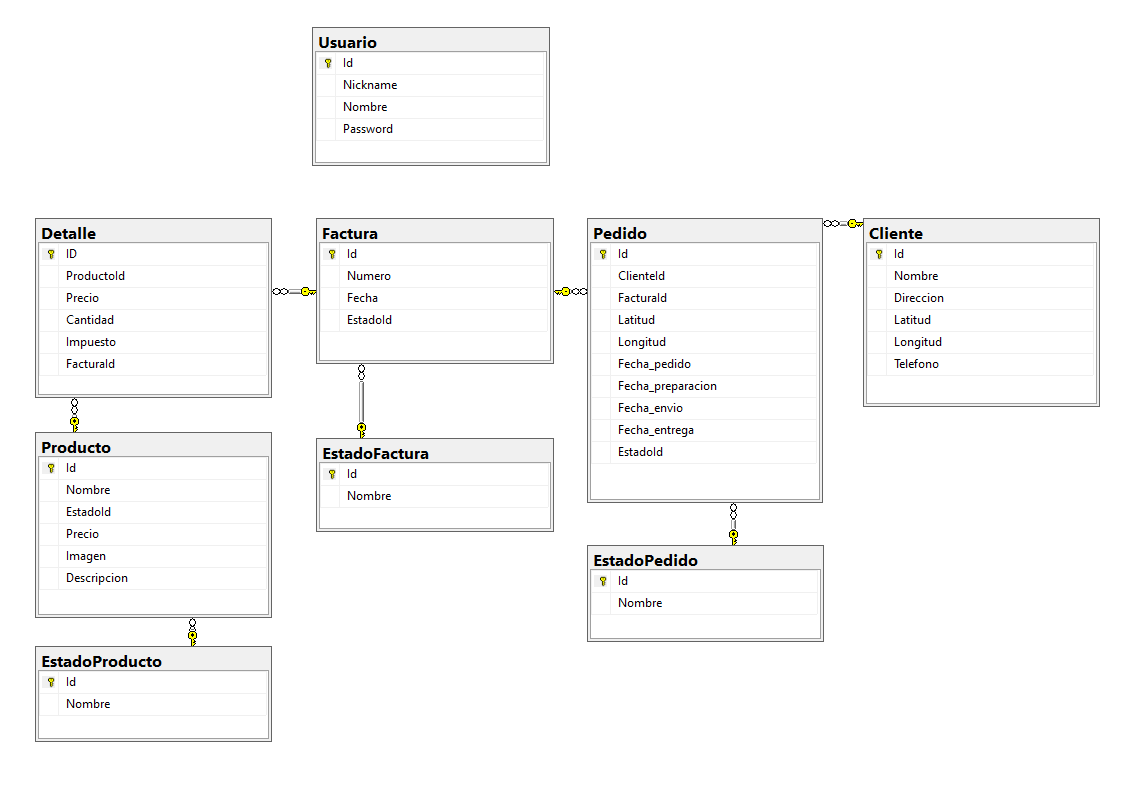 Usuario
Id
Nickname
Nombre
Password
Detalle
ID
ProductoId
Precio
Cantidad
Impuesto
FacturaId
Factura
Id
Numero
Fecha
EstadoId
Pedido
Id
ClienteId
FacturaId
Latitud
Longitud
Fecha_pedido
Fecha_preparacion
Fecha_envio
Fecha_entrega
EstadoId
Cliente
Id
Nombre
Direccion
Latitud
Longitud
Telefono
Producto
Id
Nombre
EstadoId
Precio
Imagen
Descripcion
EstadoFactura
Id
Nombre
EstadoPedido
Id
Nombre
EstadoProducto
Id
Nombre